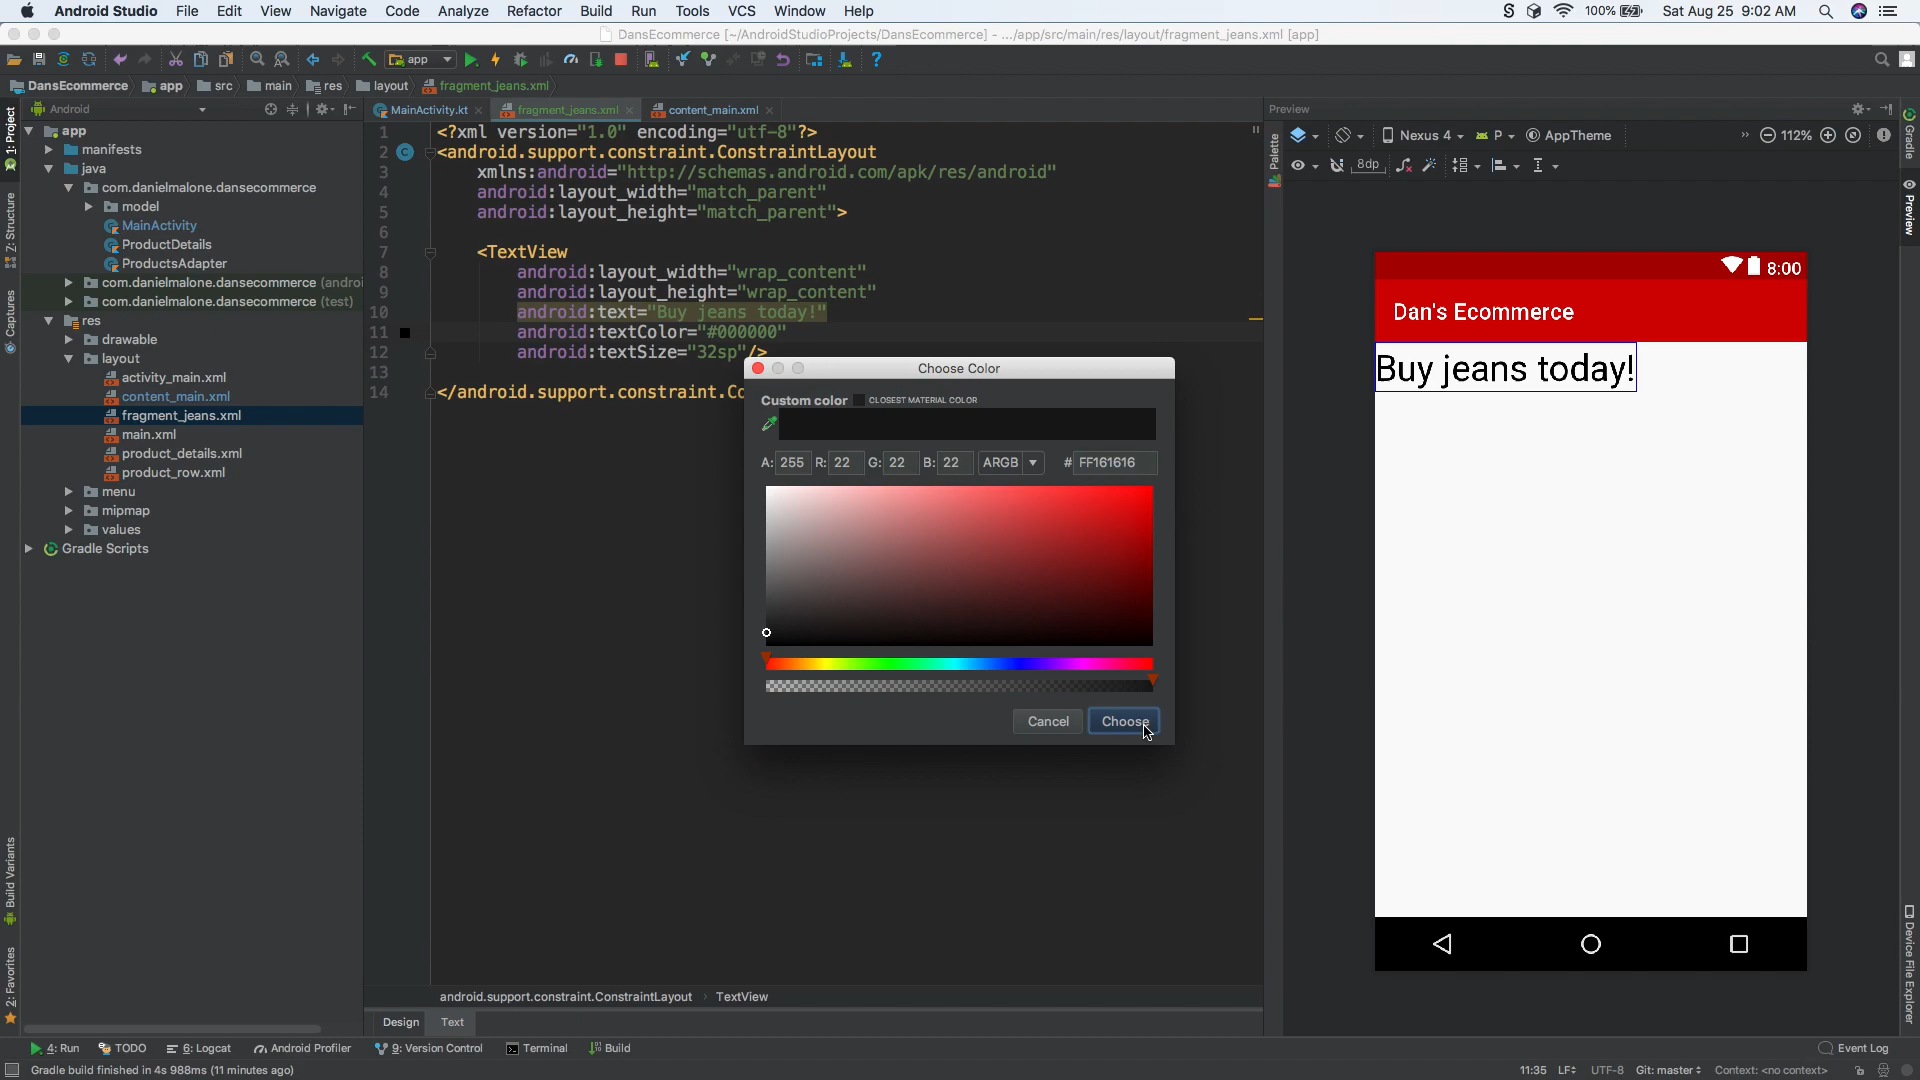 Android Studio File Edit View Navigate Code Analyze Refactor Build Run Tools VCS Window Help 100% Sat Aug 25 9:02 AM
DansEcommerce [~/AndroidStudioProjects/DansEcommerce] - .../app/src/main/res/layout/fragment_jeans.xml [app]
app
DansEcommerce app src main res layout fragment_jeans.xml
Android
MainActivity.kt fragment_jeans.xml content_main.xml
Preview
1: Project
Z: Structure
Captures
Build Variants
2: Favorites
app
manifests
java
com.danielmalone.dansecommerce
model
MainActivity
ProductDetails
ProductsAdapter
com.danielmalone.dansecommerce (androi
com.danielmalone.dansecommerce (test)
res
drawable
layout
activity_main.xml
content_main.xml
fragment_jeans.xml
main.xml
product_details.xml
product_row.xml
menu
mipmap
values
Gradle Scripts
1 <?xml version="1.0" encoding="utf-8"?>
2 C <android.support.constraint.ConstraintLayout
3 xmlns:android="http://schemas.android.com/apk/res/android"
4 android:layout_width="match_parent"
5 android:layout_height="match_parent">
6
7 <TextView
8 android:layout_width="wrap_content"
9 android:layout_height="wrap_content"
10 android:text="Buy jeans today!"
11 android:textColor="#000000"
12 android:textSize="32sp"/>
13
14 </android.support.constraint.Co
Choose Color
Custom color CLOSEST MATERIAL COLOR
A: 255 R: 22 G: 22 B: 22 ARGB # FF161616
Cancel Choose
Palette
Nexus 4 P AppTheme 112%
8dp
8:00
Dan's Ecommerce
Buy jeans today!
Gradle
Preview
Device File Explorer
android.support.constraint.ConstraintLayout › TextView
Design Text
4: Run TODO 6: Logcat Android Profiler 9: Version Control Terminal Build Event Log
Gradle build finished in 4s 988ms (11 minutes ago) 11:35 LF UTF-8 Git: master Context: <no context>